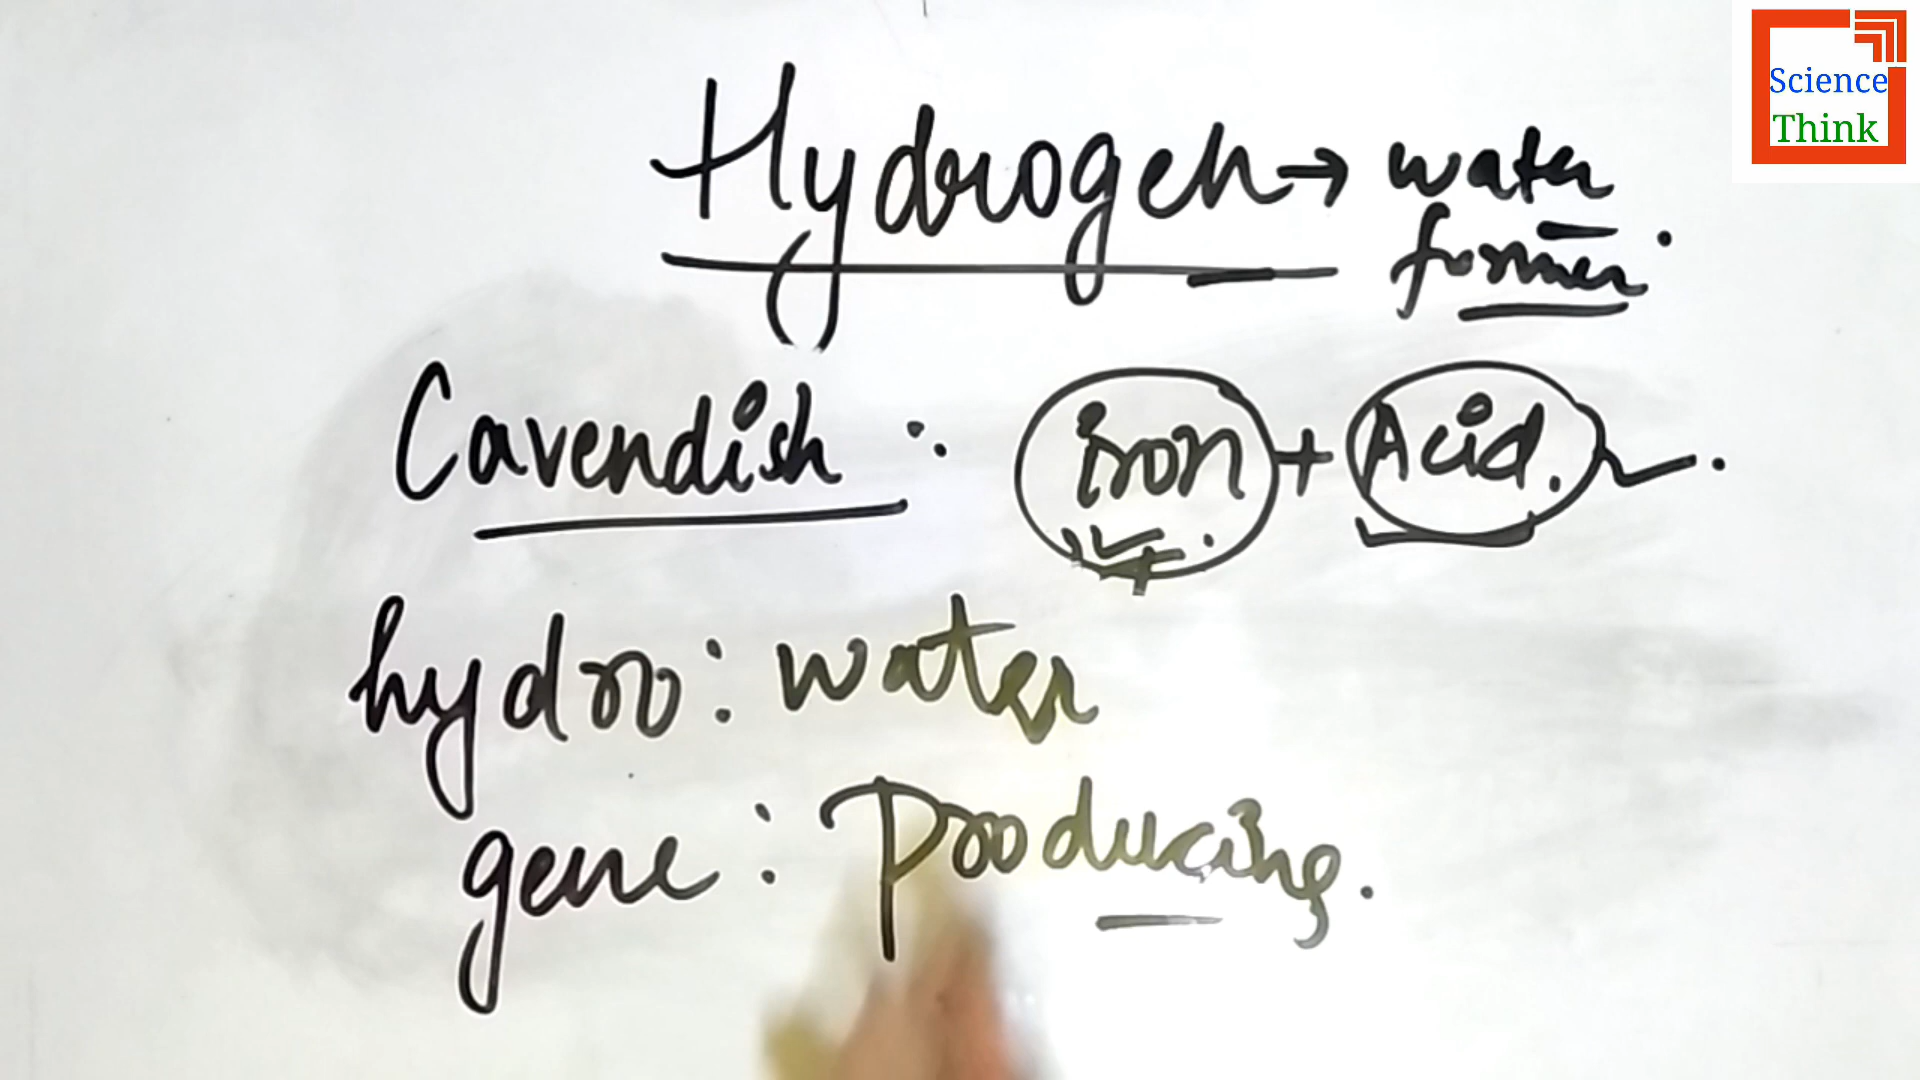 Hydrogen → water
former
Cavendish : iron + Acid.
hydro : water
gene : Producing.
Science
Think